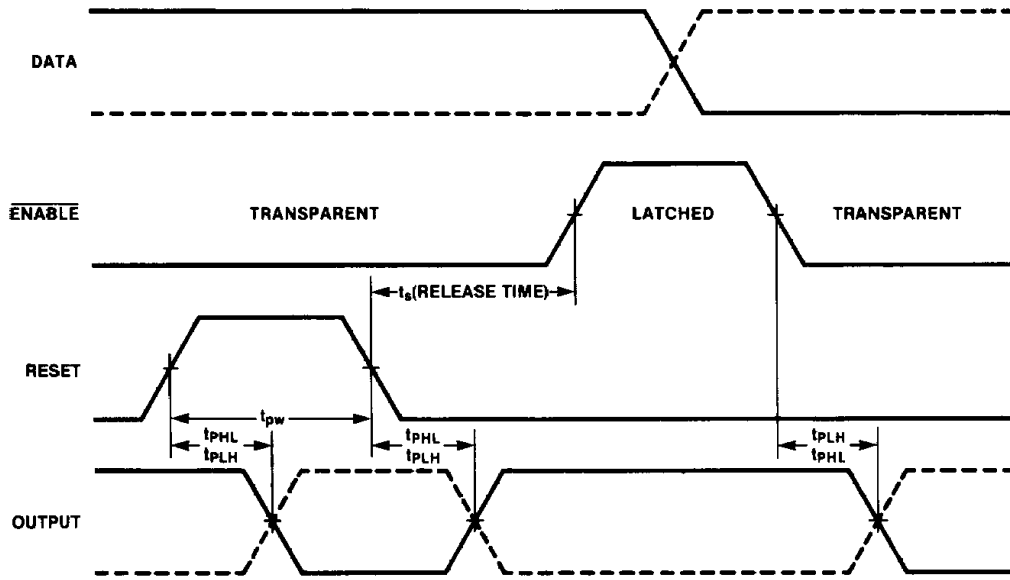 DATA
ENABLE
TRANSPARENT
LATCHED
TRANSPARENT
ts(RELEASE TIME)
RESET
tpw
tPHL
tPLH
tPHL
tPLH
tPLH
tPHL
OUTPUT